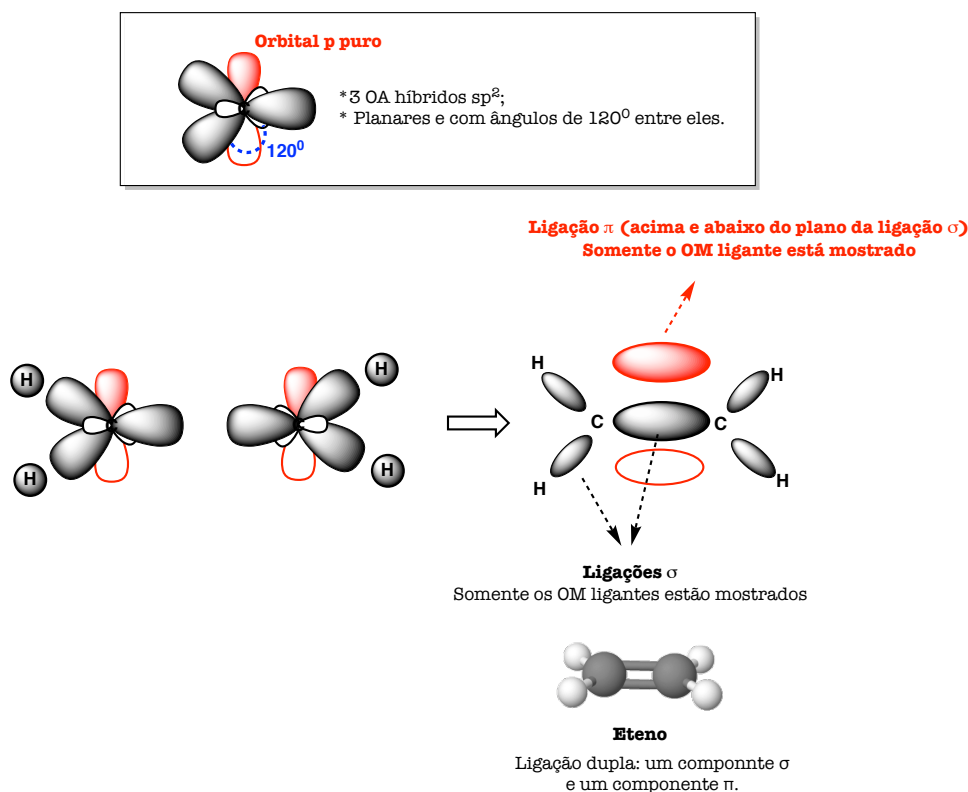 Orbital p puro
*3 OA híbridos sp²;
* Planares e com ângulos de 120⁰ entre eles.
120⁰
Ligação π (acima e abaixo do plano da ligação σ)
Somente o OM ligante está mostrado
H
H
H
H
H
H
C
C
H
H
Ligações σ
Somente os OM ligantes estão mostrados
Eteno
Ligação dupla: um componnte σ
e um componente π.